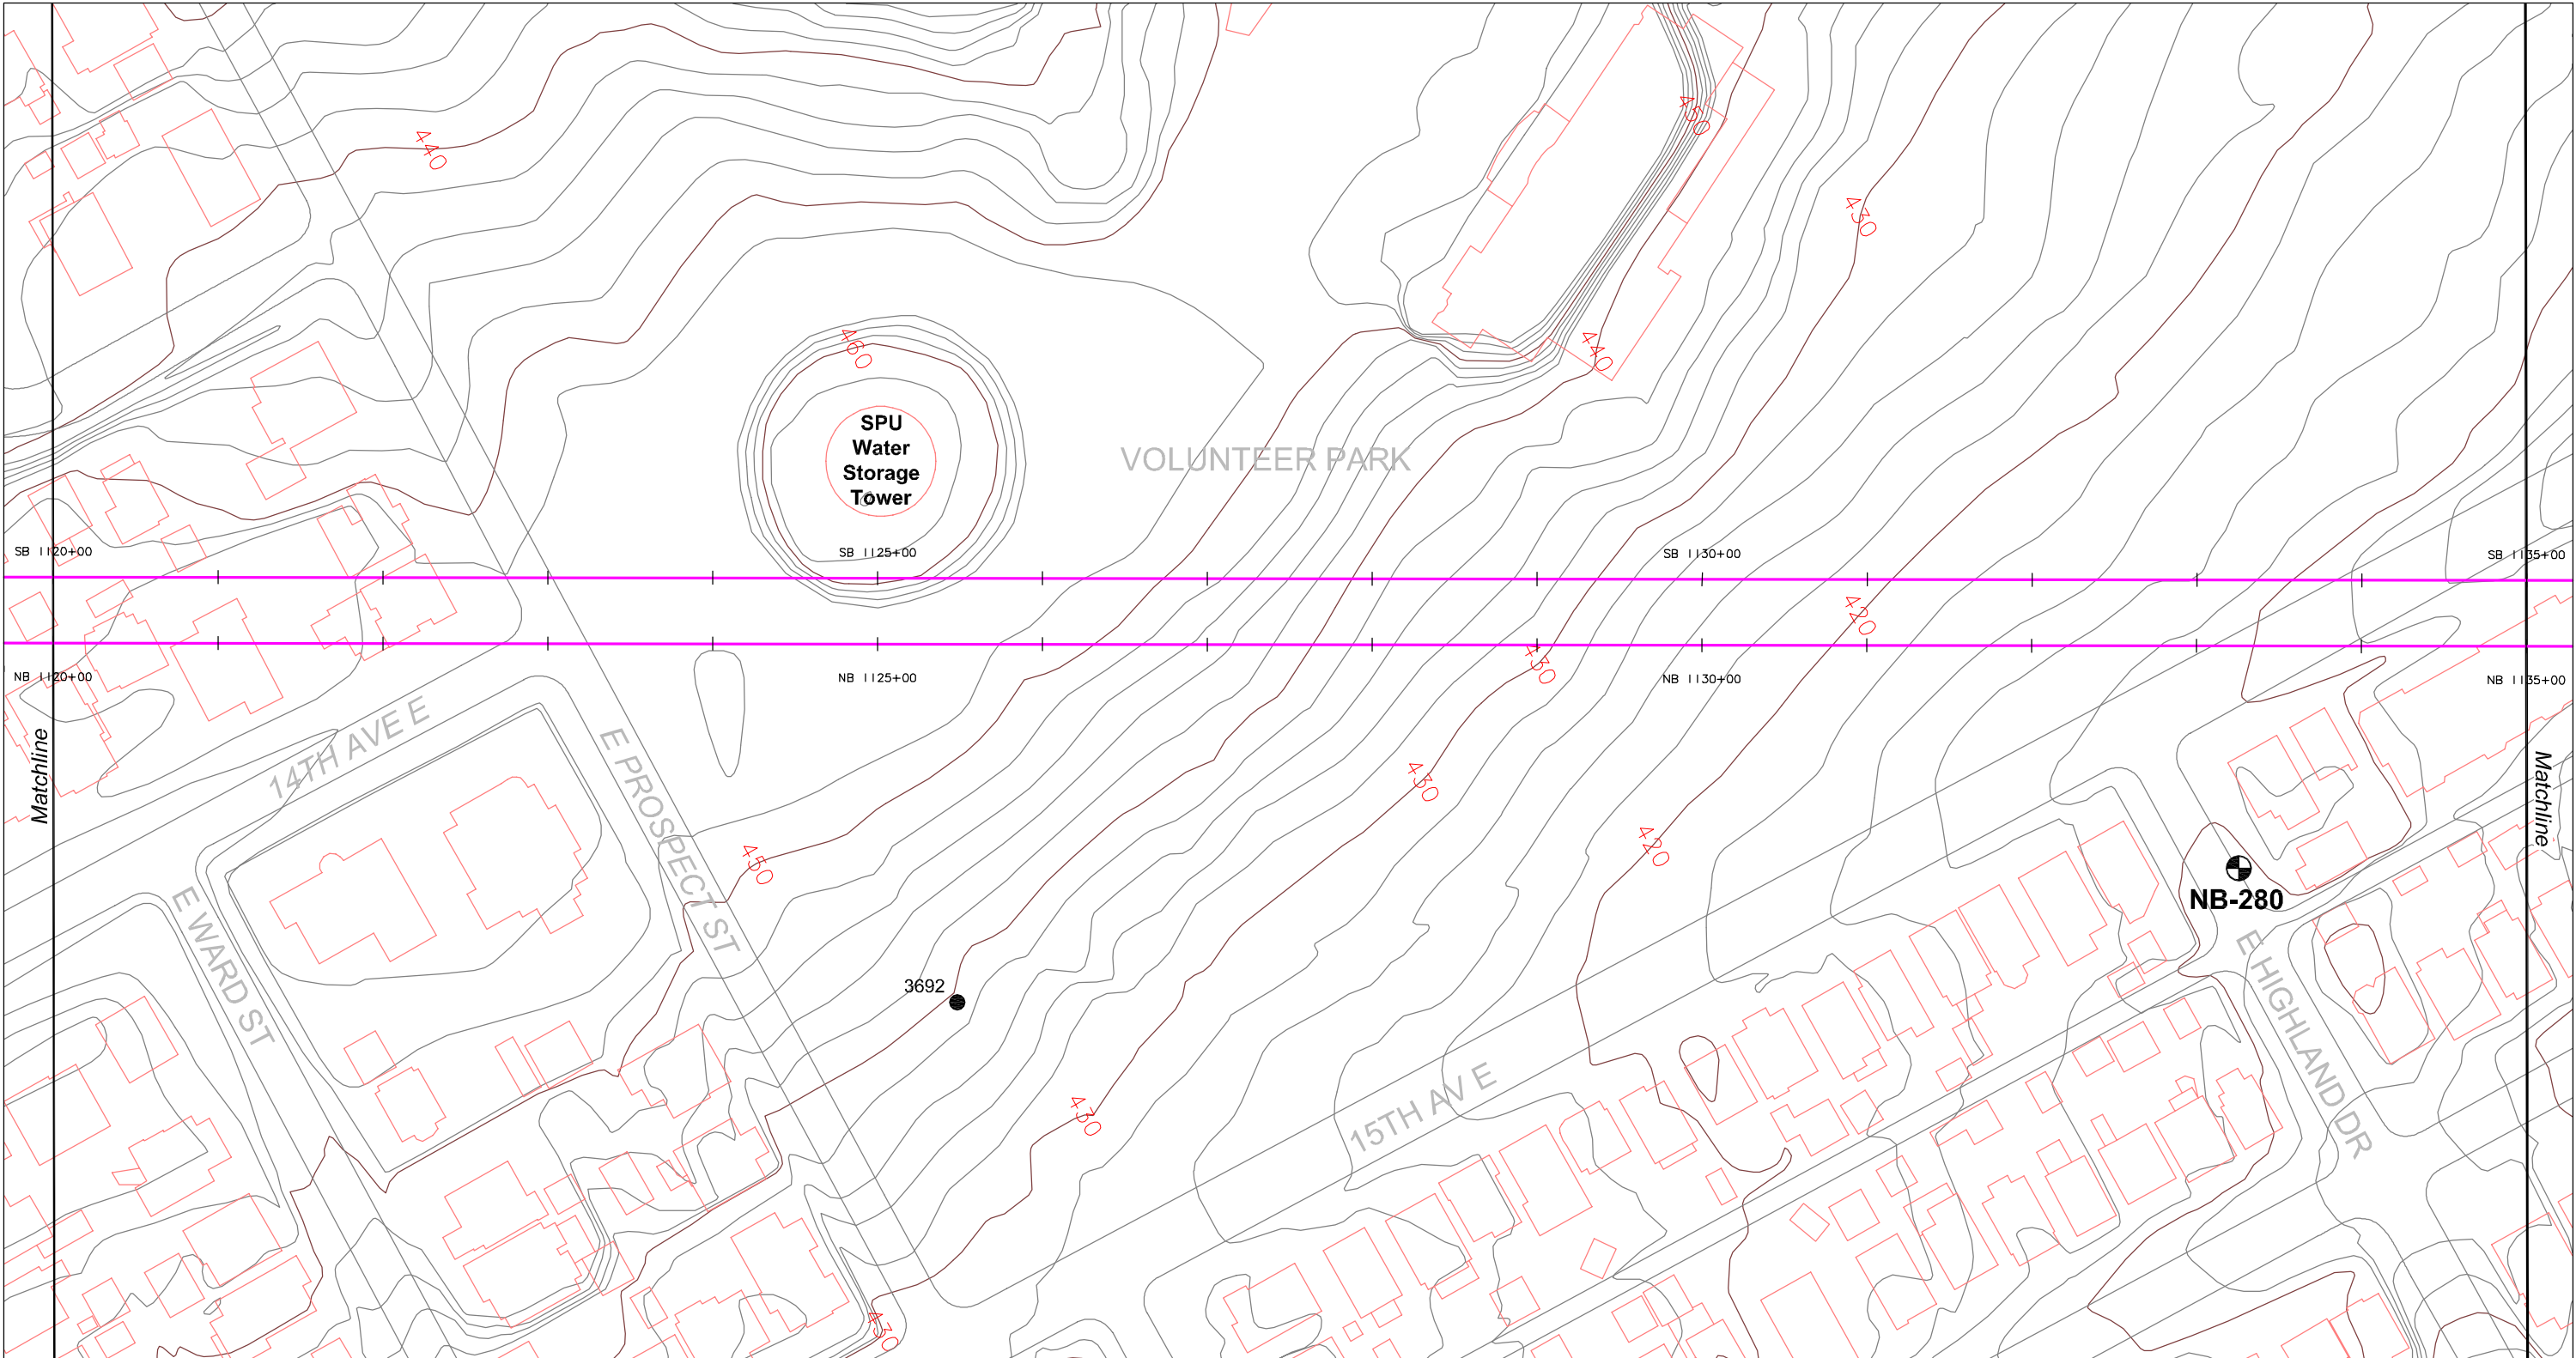 440
450
430
460
440
SPU
Water
Storage
Tower
VOLUNTEER PARK
SB 1120+00
SB 1125+00
SB 1130+00
SB 1135+00
420
430
NB 1120+00
NB 1125+00
NB 1130+00
NB 1135+00
Matchline
14TH AVE E
E PROSPECT ST
430
Matchline
450
420
E WARD ST
NB-280
3692
E HIGHLAND DR
430
15TH AV E
430